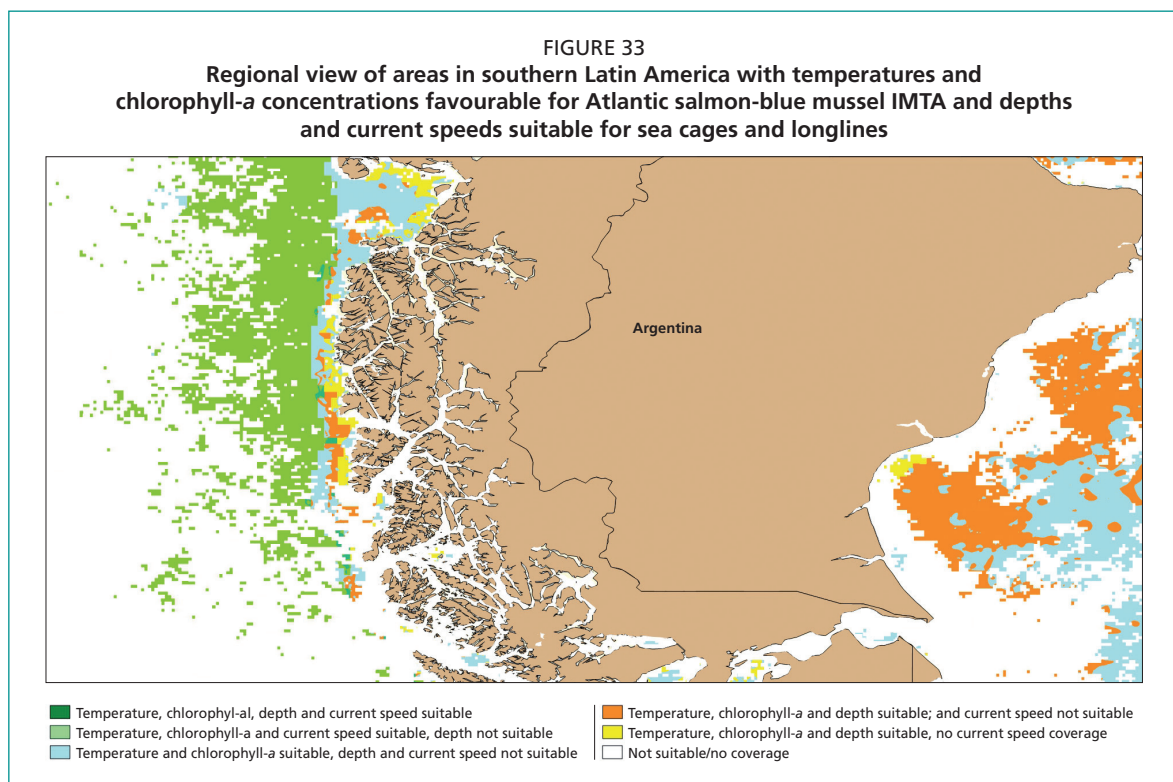 FIGURE 33
Regional view of areas in southern Latin America with temperatures and
chlorophyll-a concentrations favourable for Atlantic salmon-blue mussel IMTA and depths
and current speeds suitable for sea cages and longlines
Argentina
Temperature, chlorophyl-al, depth and current speed suitable
Temperature, chlorophyll-a and current speed suitable, depth not suitable
Temperature and chlorophyll-a suitable, depth and current speed not suitable
Temperature, chlorophyll-a and depth suitable; and current speed not suitable
Temperature, chlorophyll-a and depth suitable, no current speed coverage
Not suitable/no coverage